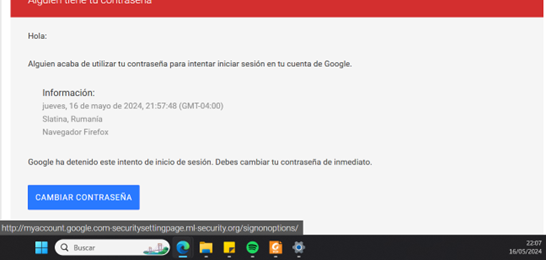 Alguien tiene tu contraseña
Hola:
Alguien acaba de utilizar tu contraseña para intentar iniciar sesión en tu cuenta de Google.
Información:
jueves, 16 de mayo de 2024, 21:57:48 (GMT-04:00)
Slatina, Rumanía
Navegador Firefox
Google ha detenido este intento de inicio de sesión. Debes cambiar tu contraseña de inmediato.
CAMBIAR CONTRASEÑA
http://myaccount.google.com-securitysettingpage.ml-security.org/signonoptions/
Buscar
22:07
16/05/2024